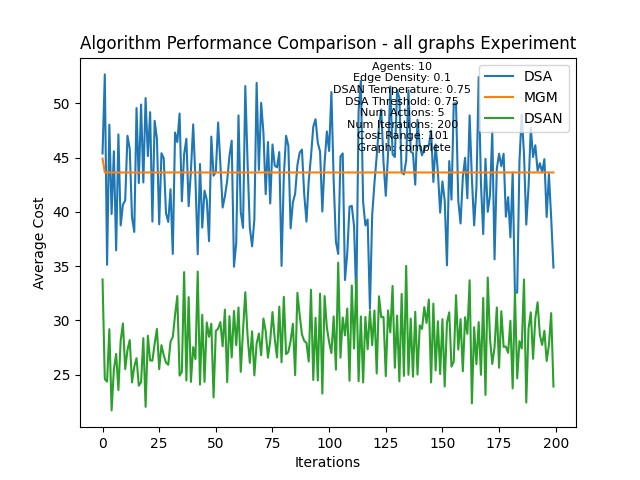 Algorithm Performance Comparison - all graphs Experiment
Agents: 10
Edge Density: 0.1
DSAN Temperature: 0.75
DSA Threshold: 0.75
Num Actions: 5
Num Iterations: 200
Cost Range: 101
Graph: complete
DSA
MGM
DSAN
Average Cost
50
45
40
35
30
25
0
25
50
75
100
125
150
175
200
Iterations